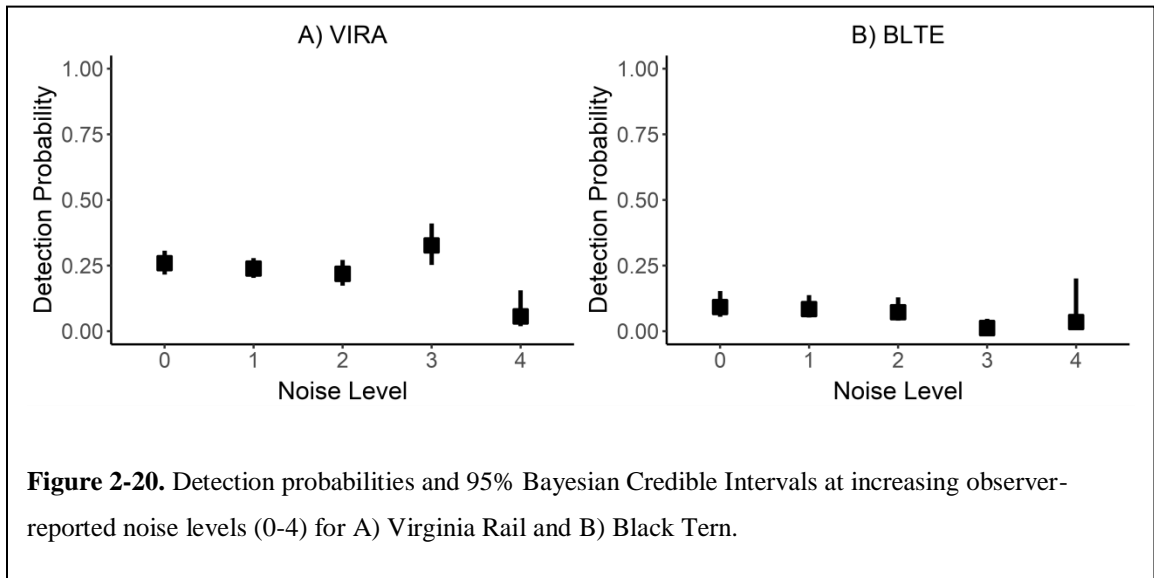 A) VIRA
1.00
0.75
0.50
0.25
0.00
Detection Probability
0 1 2 3 4
Noise Level
B) BLTE
1.00
0.75
0.50
0.25
0.00
Detection Probability
0 1 2 3 4
Noise Level
Figure 2-20. Detection probabilities and 95% Bayesian Credible Intervals at increasing observer-
reported noise levels (0-4) for A) Virginia Rail and B) Black Tern.